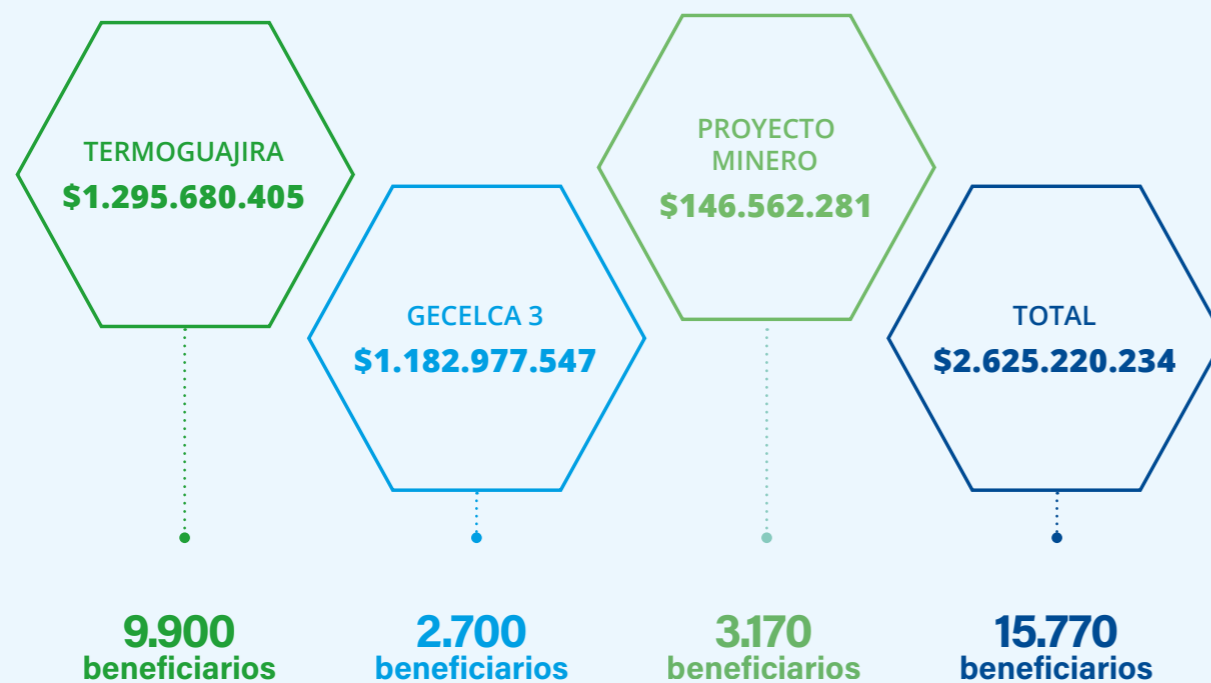 TERMOGUAJIRA
$1.295.680.405
GECELCA 3
$1.182.977.547
PROYECTO
MINERO
$146.562.281
TOTAL
$2.625.220.234
9.900
beneficiarios
2.700
beneficiarios
3.170
beneficiarios
15.770
beneficiarios